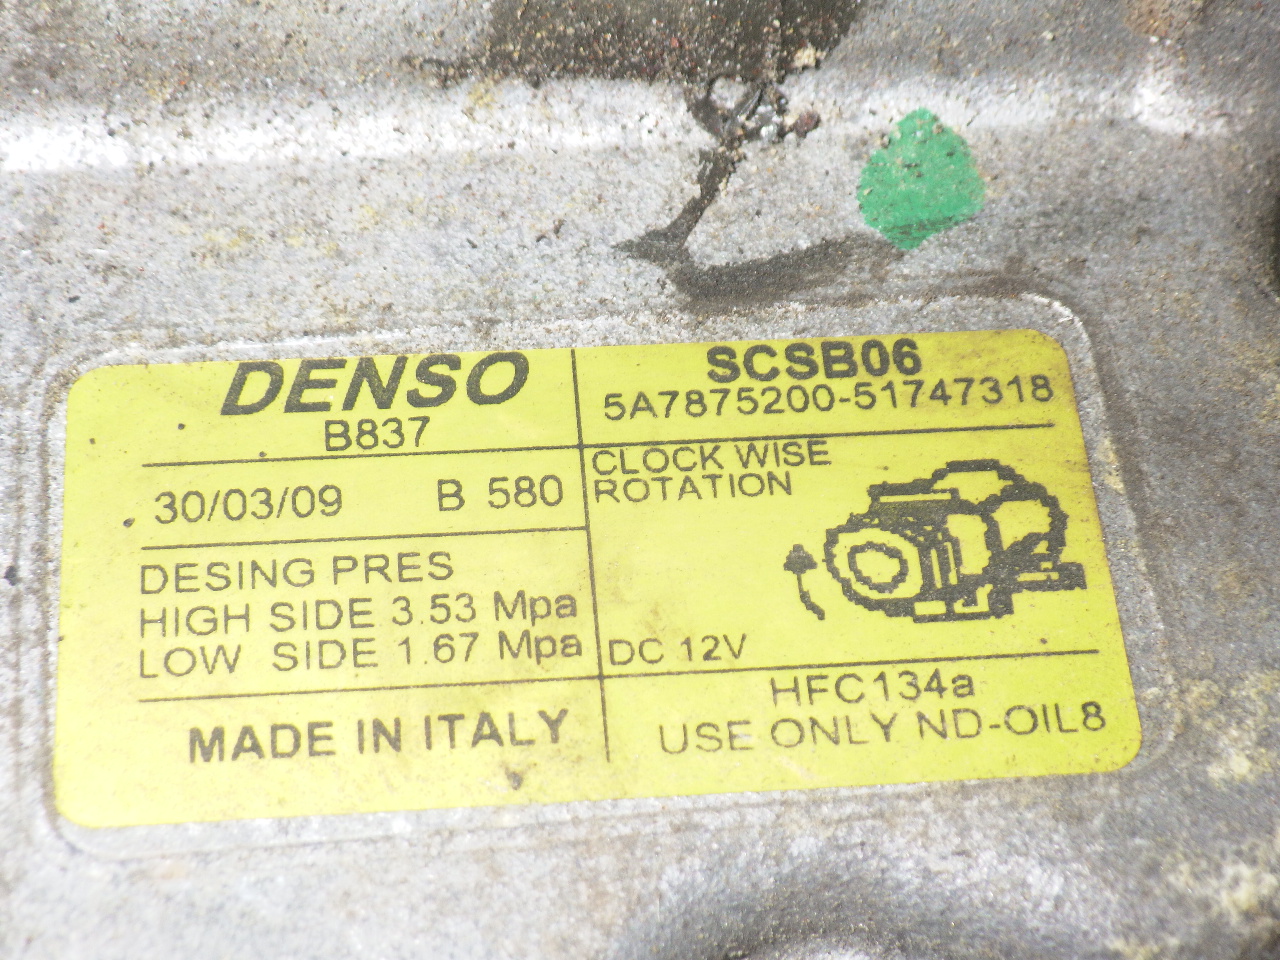 DENSO
B837
30/03/09 B 580
DESING PRES
HIGH SIDE 3.53 Mpa
LOW SIDE 1.67 Mpa
MADE IN ITALY
SCSB06
5A7875200-51747318
CLOCK WISE
ROTATION
DC 12V
HFC134a
USE ONLY ND-OIL8